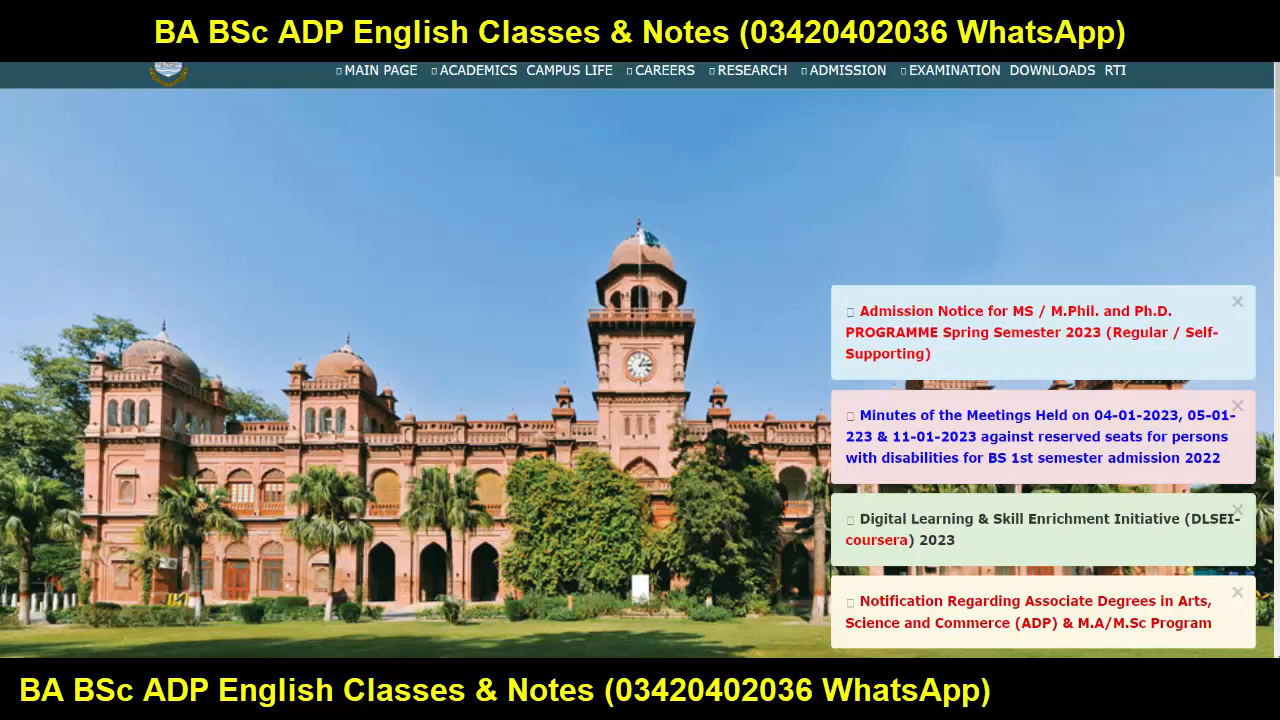 BA BSc ADP English Classes & Notes (03420402036 WhatsApp)
MAIN PAGE ACADEMICS CAMPUS LIFE CAREERS RESEARCH ADMISSION EXAMINATION DOWNLOADS RTI
Admission Notice for MS / M.Phil. and Ph.D.
PROGRAMME Spring Semester 2023 (Regular / Self-
Supporting)
Minutes of the Meetings Held on 04-01-2023, 05-01-
223 & 11-01-2023 against reserved seats for persons
with disabilities for BS 1st semester admission 2022
Digital Learning & Skill Enrichment Initiative (DLSEI-
coursera) 2023
Notification Regarding Associate Degrees in Arts,
Science and Commerce (ADP) & M.A/M.Sc Program
BA BSc ADP English Classes & Notes (03420402036 WhatsApp)